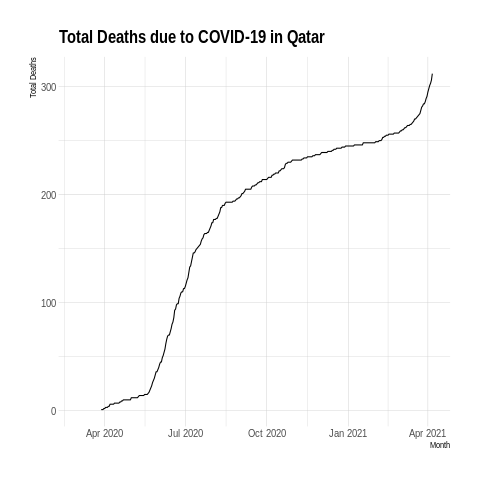 Total Deaths due to COVID-19 in Qatar
Total Deaths
300
200
100
0
Apr 2020 Jul 2020 Oct 2020 Jan 2021 Apr 2021
Month